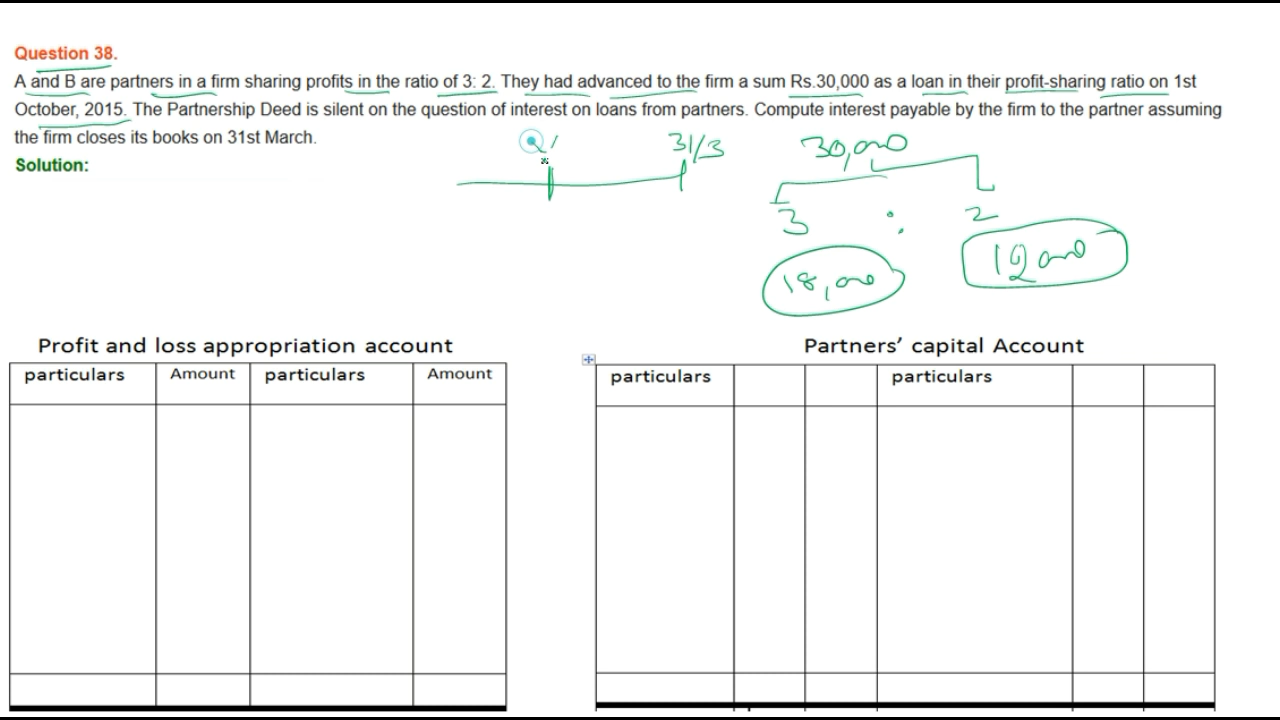 Question 38.
A and B are partners in a firm sharing profits in the ratio of 3: 2. They had advanced to the firm a sum Rs.30,000 as a loan in their profit-sharing ratio on 1st
October, 2015. The Partnership Deed is silent on the question of interest on loans from partners. Compute interest payable by the firm to the partner assuming
the firm closes its books on 31st March.
Solution:
31/3
30,000
3 : 2
18,000
12000
Profit and loss appropriation account
particulars Amount particulars Amount
Partners’ capital Account
particulars particulars